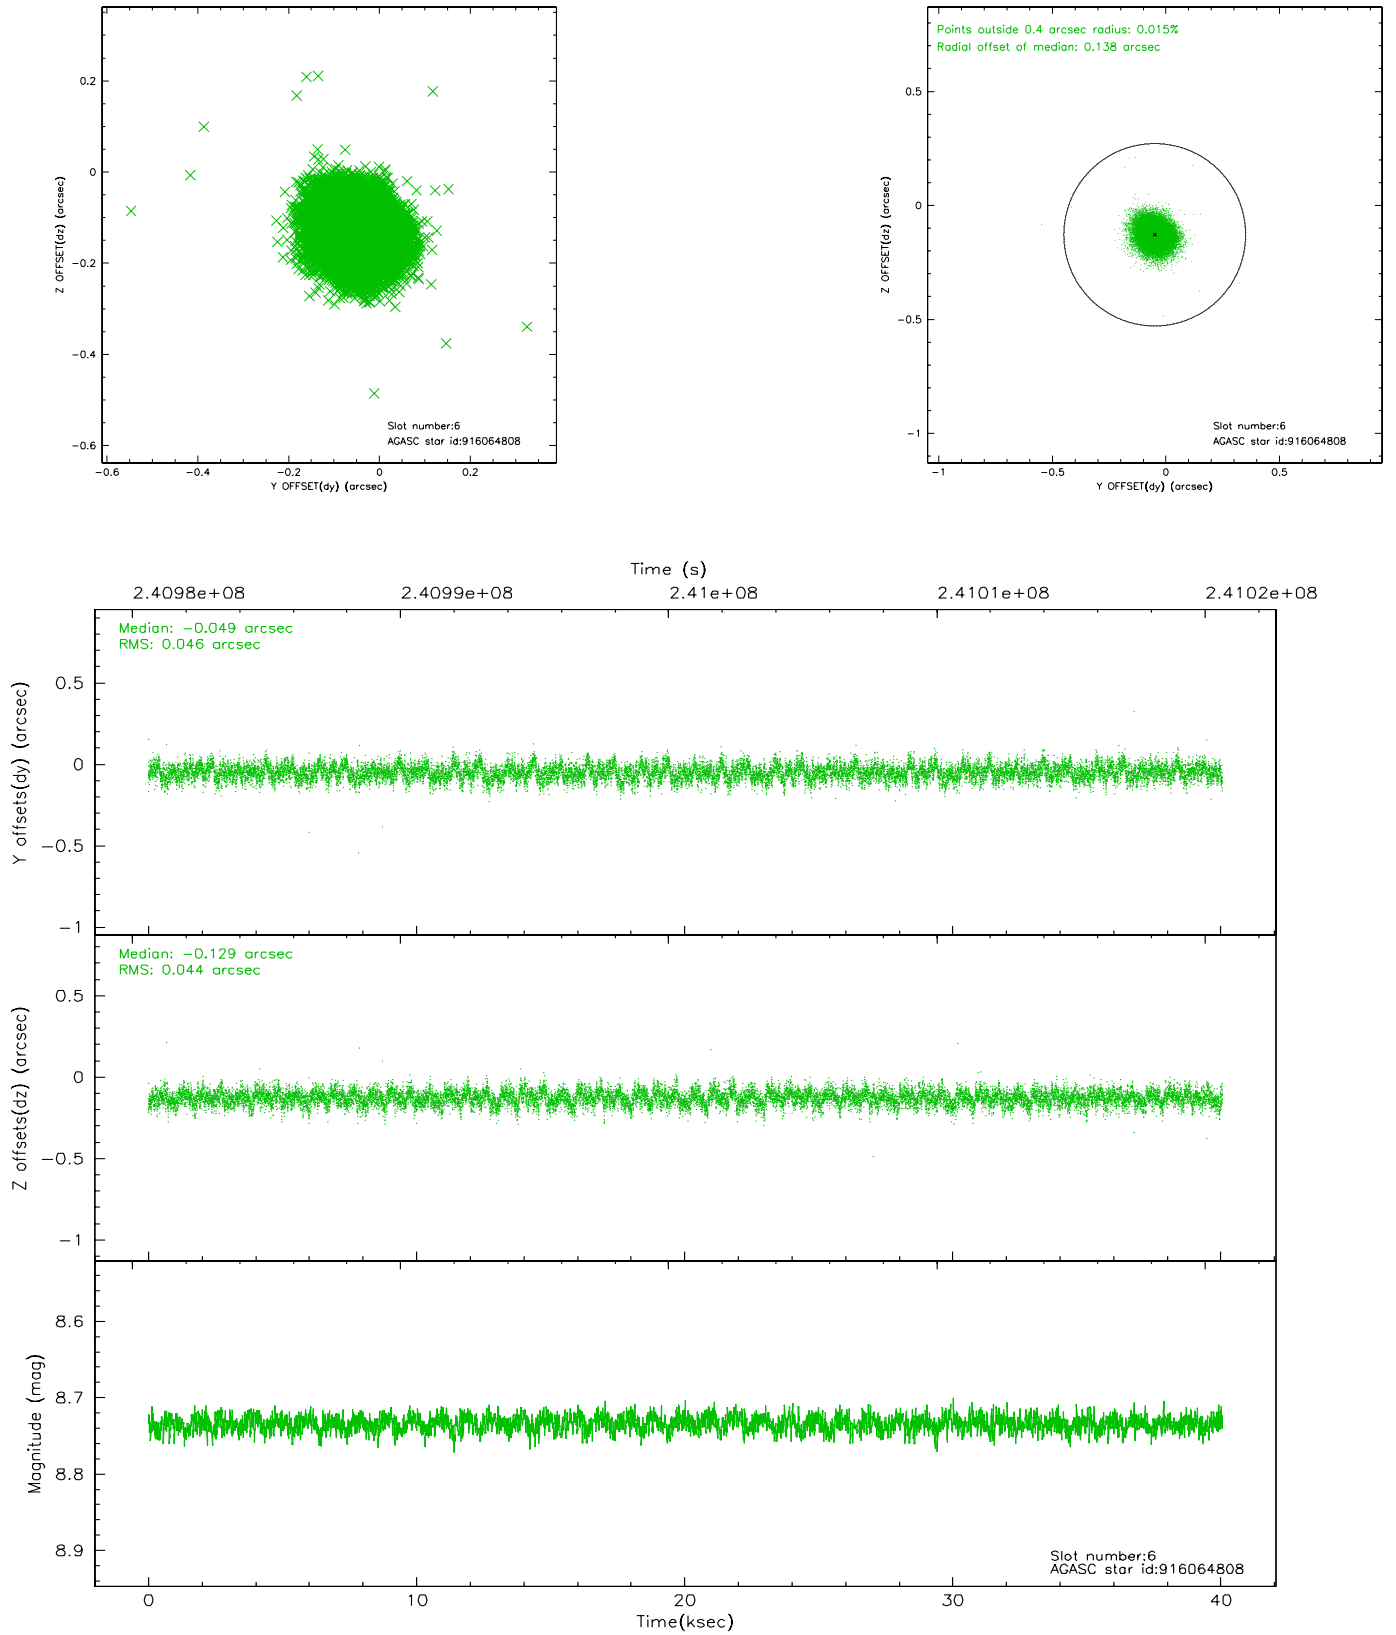 0.2
0
−0.2
−0.4
−0.6
Z OFFSET(dz) (arcsec)
Slot number:6
AGASC star id:916064808
−0.6
−0.4
−0.2
0
0.2
Y OFFSET(dy) (arcsec)
Points outside 0.4 arcsec radius: 0.015%
Radial offset of median: 0.138 arcsec
0.5
0
−0.5
−1
Z OFFSET(dz) (arcsec)
Slot number:6
AGASC star id:916064808
−1
−0.5
0
0.5
Y OFFSET(dy) (arcsec)
Time (s)
2.4098e+08
2.4099e+08
2.41e+08
2.4101e+08
2.4102e+08
Median: −0.049 arcsec
RMS: 0.046 arcsec
0.5
0
−0.5
−1
Y offsets(dy) (arcsec)
Median: −0.129 arcsec
RMS: 0.044 arcsec
0.5
0
−0.5
−1
Z offsets(dz) (arcsec)
8.6
8.7
8.8
8.9
Magnitude (mag)
Slot number:6
AGASC star id:916064808
0
10
20
30
40
Time(ksec)